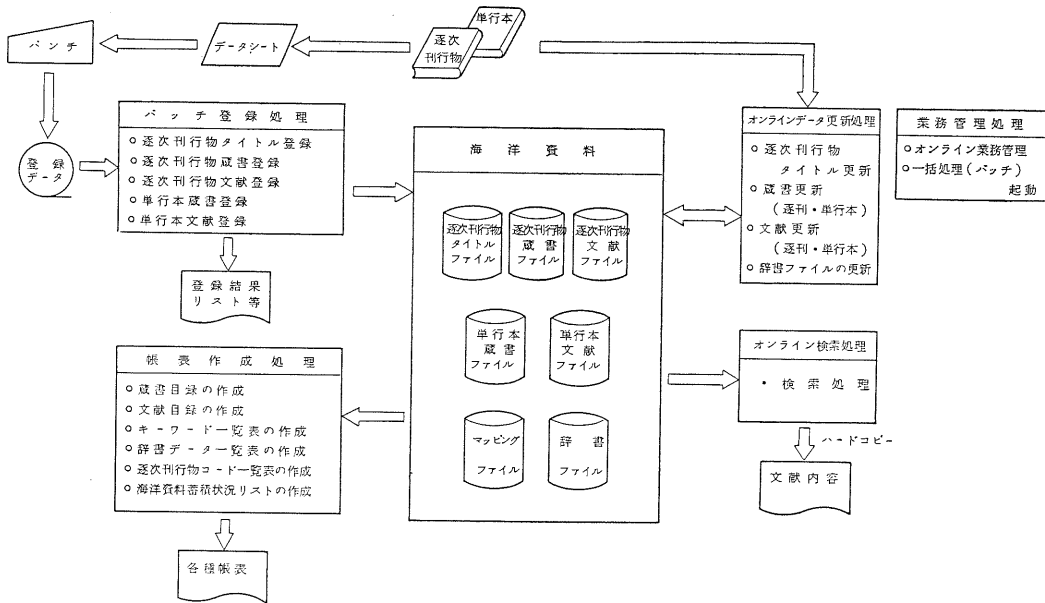 単行本
逐次
刊行物
データシート
パンチ
登録
データ
バッチ登録処理
○逐次刊行物タイトル登録
○逐次刊行物蔵書登録
○逐次刊行物文献登録
○単行本蔵書登録
○単行本文献登録
登録結果
リスト等
帳表作成処理
○蔵書目録の作成
○文献目録の作成
○キーワード一覧表の作成
○辞書データ一覧表の作成
○逐次刊行物コード一覧表の作成
○海洋資料蓄積状況リストの作成
各種帳表
海洋資料
逐次刊行物
タイトル
ファイル
逐次刊行物
蔵書
ファイル
逐次刊行物
文献
ファイル
単行本
蔵書
ファイル
単行本
文献
ファイル
マッピング
ファイル
辞書
ファイル
オンラインデータ更新処理
○逐次刊行物
タイトル更新
○蔵書更新
(逐刊・単行本)
○文献更新
(逐刊・単行本)
○辞書ファイルの更新
業務管理処理
○オンライン業務管理
○一括処理(バッチ)
起動
オンライン検索処理
・検索処理
ハードコピー
文献内容